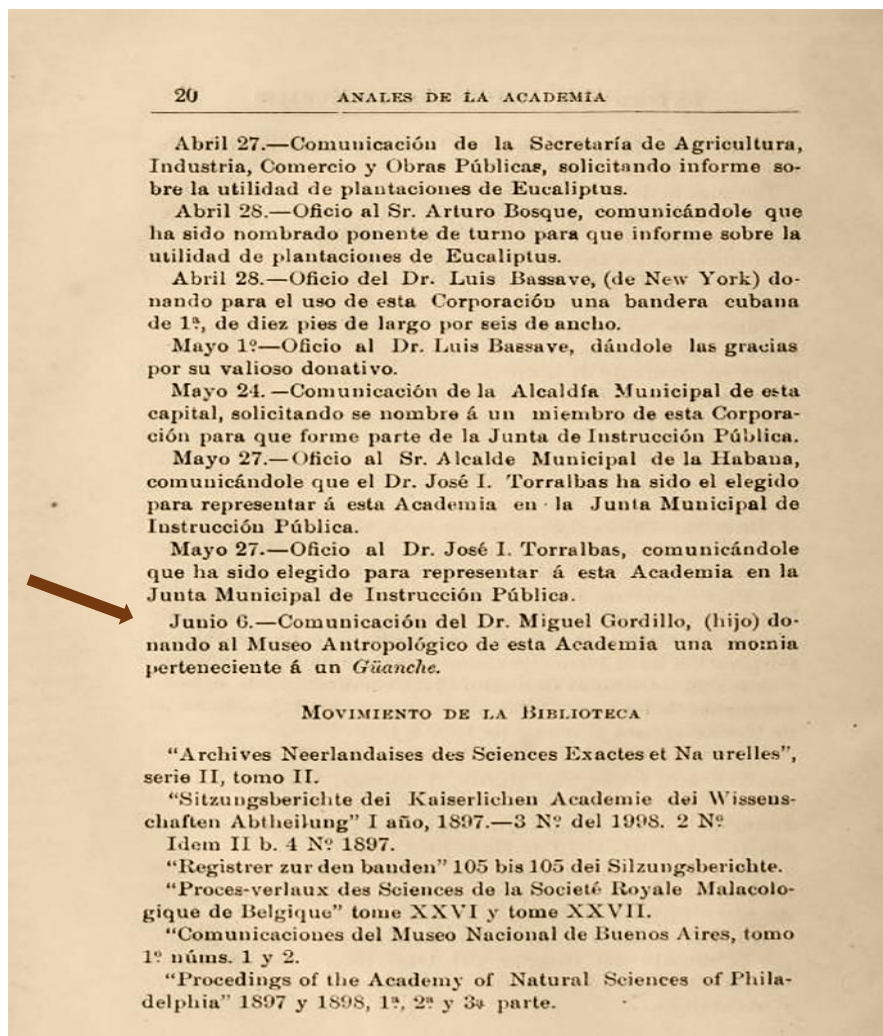 20 ANALES DE LA ACADEMIA
Abril 27.—Comunicación de la Secretaría de Agricultura,
Industria, Comercio y Obras Públicas, solicitando informe so-
bre la utilidad de plantaciones de Eucaliptus.
Abril 28.—Oficio al Sr. Arturo Bosque, comunicándole que
ha sido nombrado ponente de turno para que informe sobre la
utilidad de plantaciones de Eucaliptus.
Abril 28.—Oficio del Dr. Luis Bassave, (de New York) do-
nando para el uso de esta Corporación una bandera cubana
de 1ª, de diez pies de largo por seis de ancho.
Mayo 1º—Oficio al Dr. Luis Bassave, dándole las gracias
por su valioso donativo.
Mayo 24.—Comunicación de la Alcaldía Municipal de esta
capital, solicitando se nombre á un miembro de esta Corpora-
ción para que forme parte de la Junta de Instrucción Pública.
Mayo 27.—Oficio al Sr. Alcalde Municipal de la Habana,
comunicándole que el Dr. José I. Torralbas ha sido el elegido
para representar á esta Academia en la Junta Municipal de
Instrucción Pública.
Mayo 27.—Oficio al Dr. José I. Torralbas, comunicándole
que ha sido elegido para representar á esta Academia en la
Junta Municipal de Instrucción Pública.
Junio 6.—Comunicación del Dr. Miguel Gordillo, (hijo) do-
nando al Museo Antropológico de esta Academia una momia
perteneciente á un Güanche.
MOVIMIENTO DE LA BIBLIOTECA
“Archives Neerlandaises des Sciences Exactes et Na urelles”,
serie II, tomo II.
“Sitzungsberichte dei Kaiserlichen Academie dei Wissens-
chaften Abtheilung” I año, 1897.—3 Nº del 1998. 2 Nº
Idem II b. 4 Nº 1897.
“Registrer zur den banden” 105 bis 105 dei Silzungsberichte.
“Proces-verlaux des Sciences de la Societé Royale Malacolo-
gique de Belgique” tome XXVI y tome XXVII.
“Comunicaciones del Museo Nacional de Buenos Aires, tomo
1º núms. 1 y 2.
“Procedings of the Academy of Natural Sciences of Phila-
delphia” 1897 y 1898, 1ª, 2ª y 3ª parte.